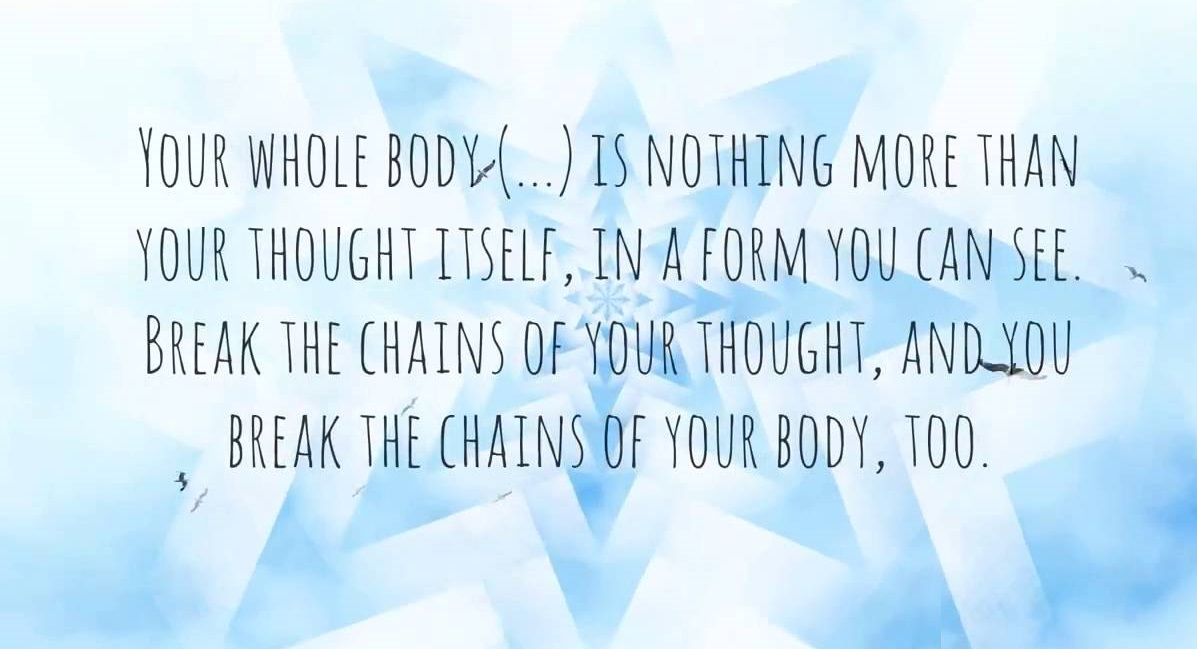 Your whole body (...) is nothing more than
your thought itself, in a form you can see.
Break the chains of your thought, and you
break the chains of your body, too.